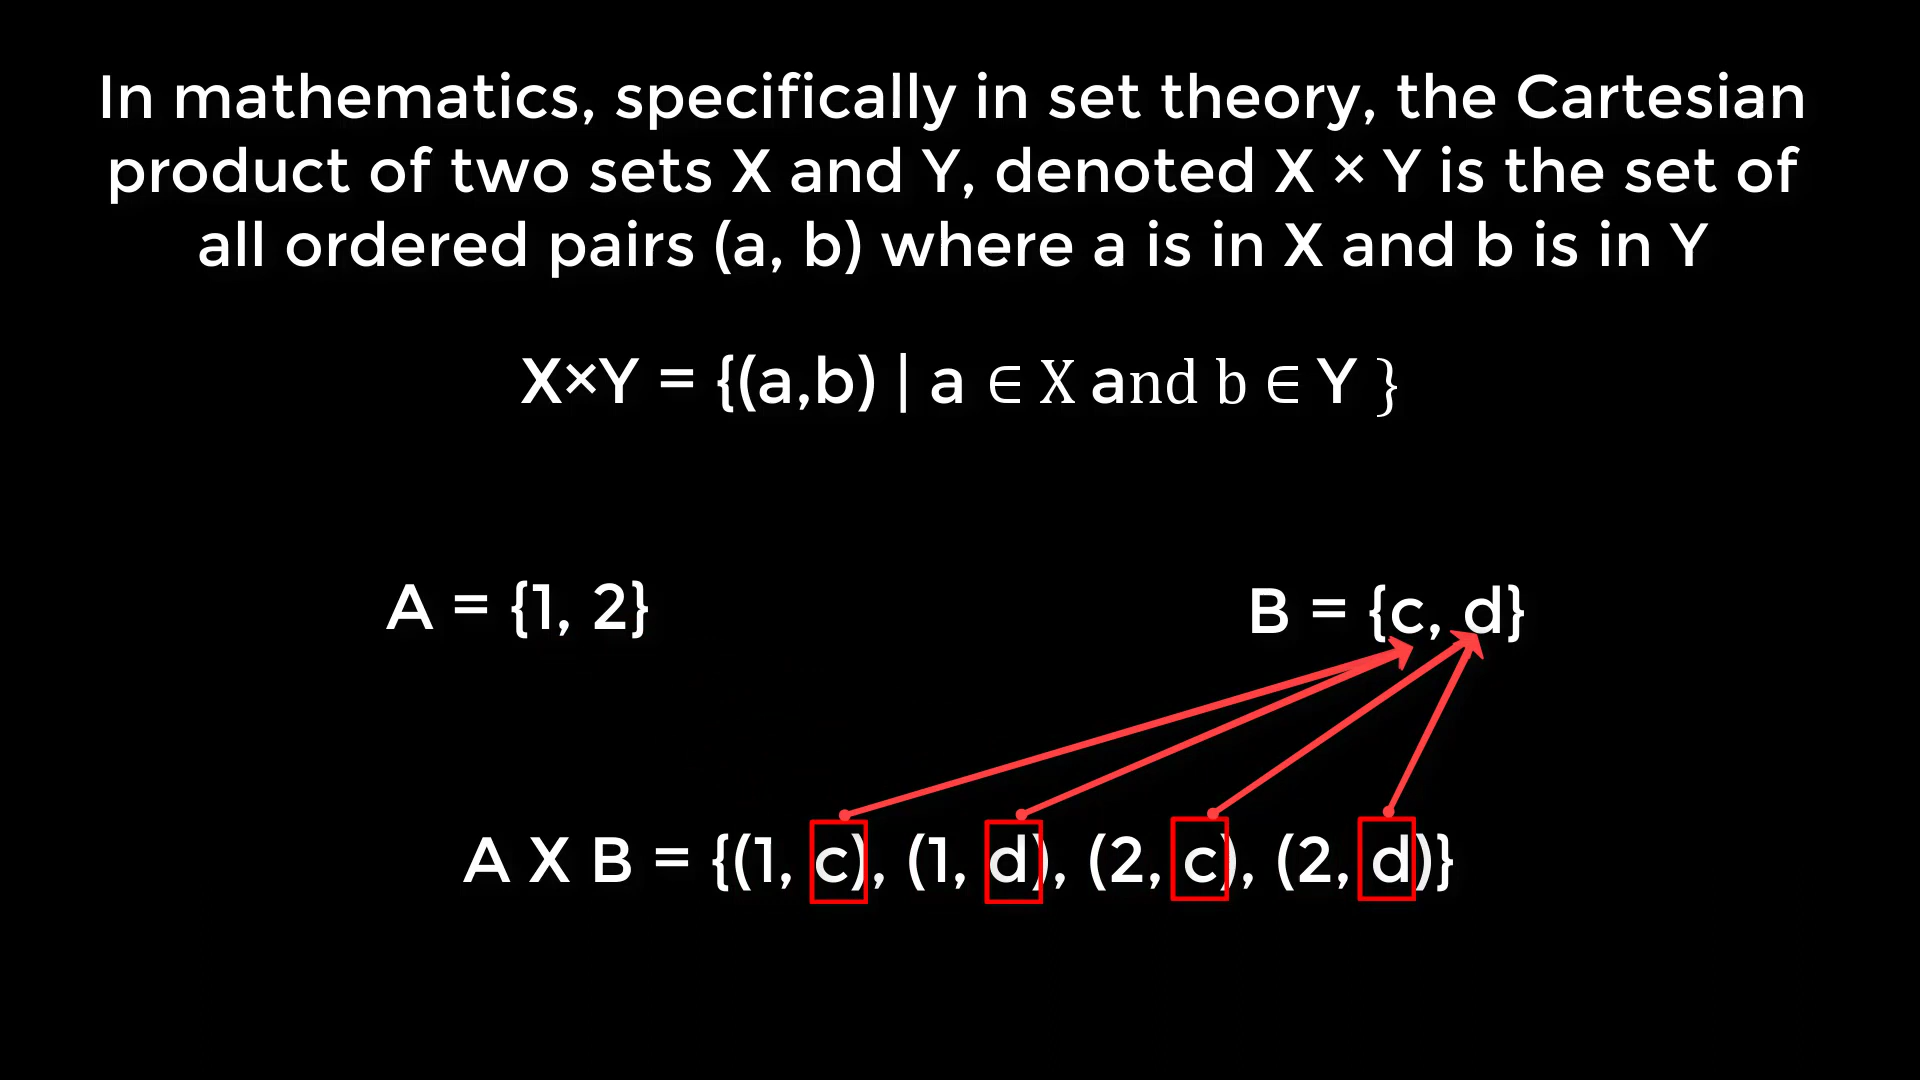 In mathematics, specifically in set theory, the Cartesian
product of two sets X and Y, denoted X × Y is the set of
all ordered pairs (a, b) where a is in X and b is in Y
X×Y = {(a,b) | a ∈ X and b ∈ Y }
A = {1, 2}
B = {c, d}
A X B = {(1, c), (1, d), (2, c), (2, d)}